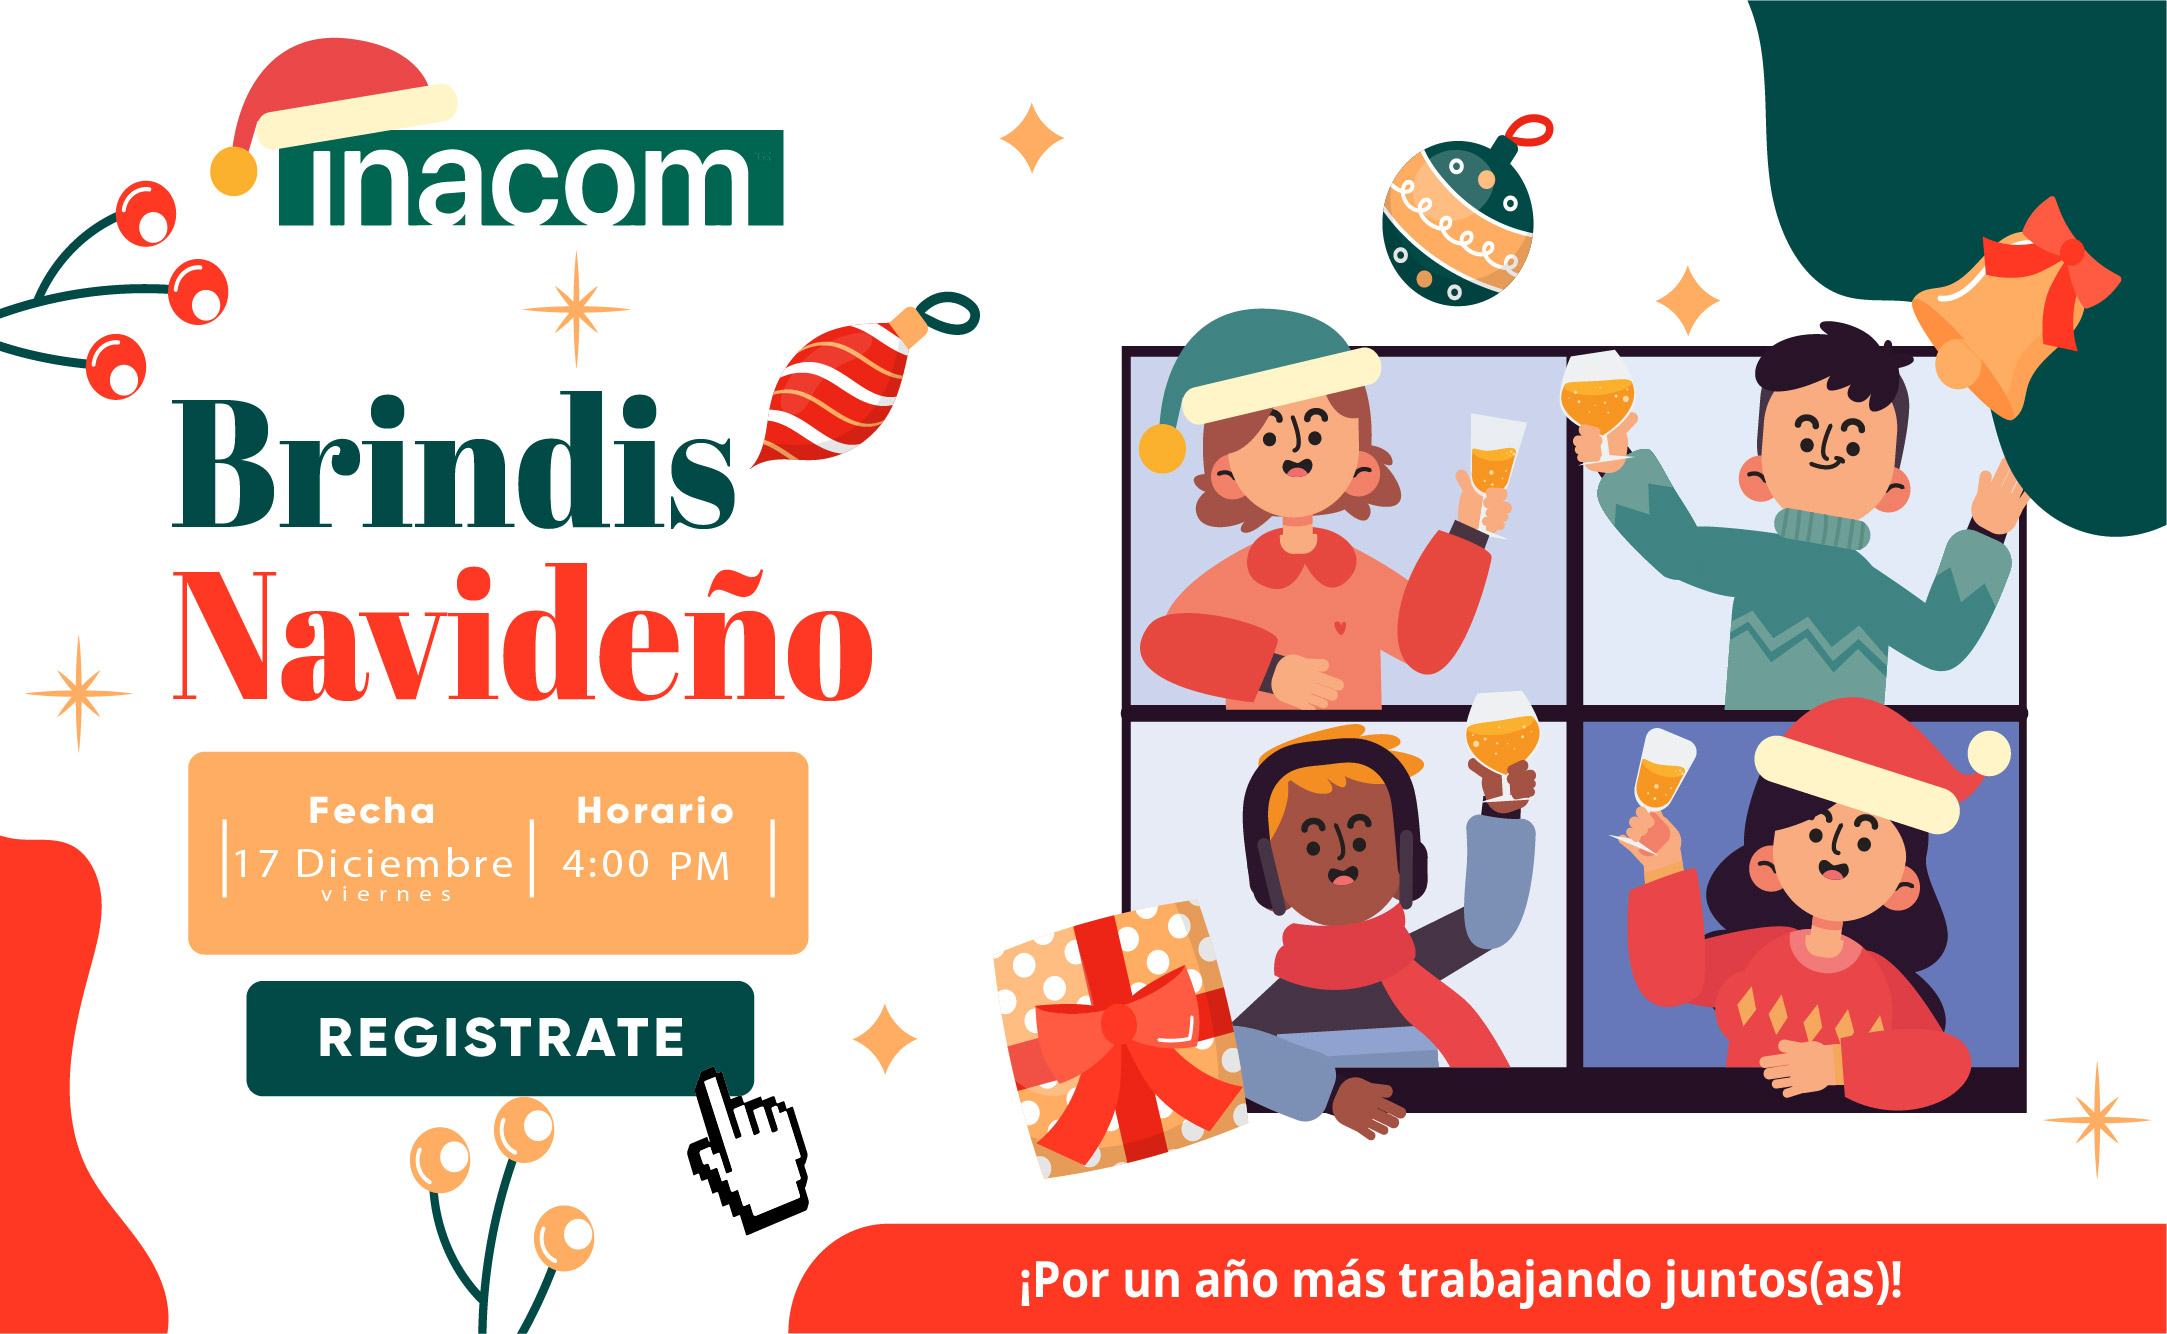 inacom
Brindis
Navideño
Fecha
Horario
17 Diciembre
4:00 PM
viernes
REGISTRATE
¡Por un año más trabajando juntos(as)!